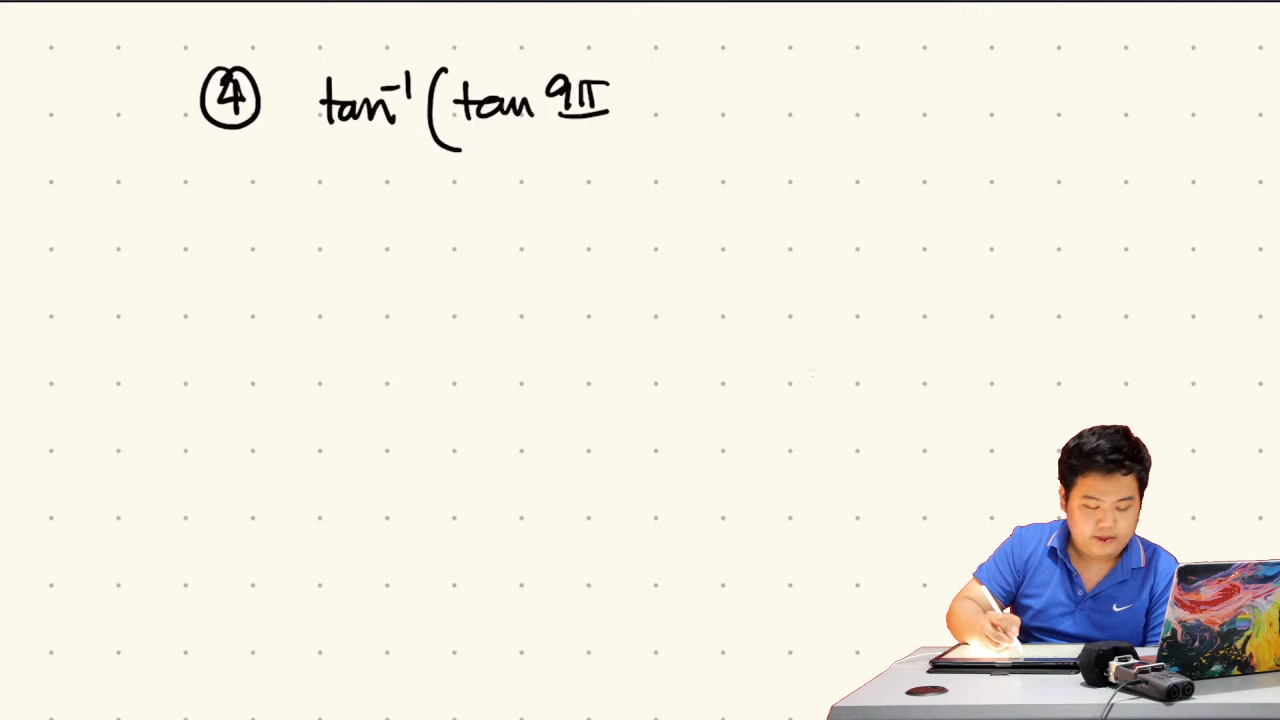 ④ tan⁻¹ (tan 9π